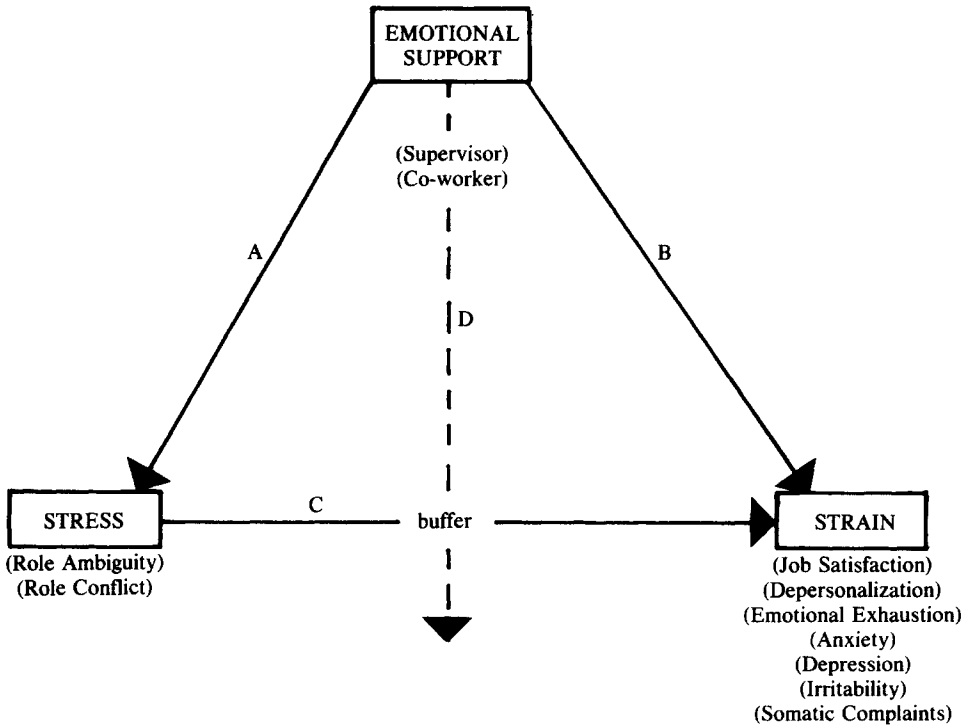 EMOTIONAL
SUPPORT
(Supervisor)
(Co-worker)
A
B
D
C
STRESS
buffer
STRAIN
(Role Ambiguity)
(Role Conflict)
(Job Satisfaction)
(Depersonalization)
(Emotional Exhaustion)
(Anxiety)
(Depression)
(Irritability)
(Somatic Complaints)